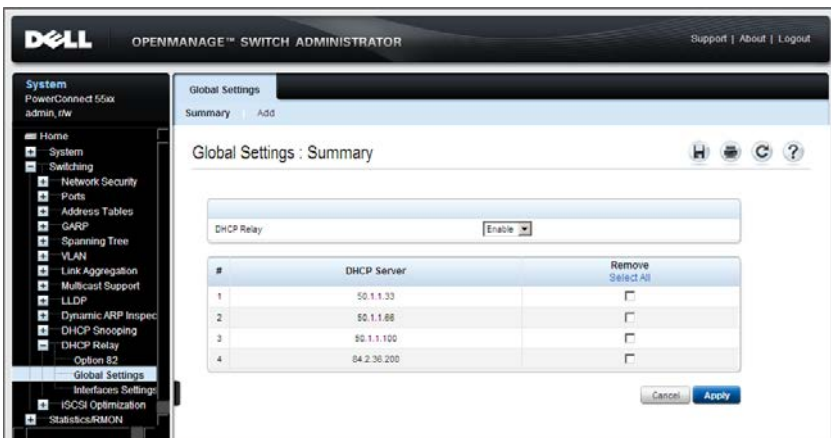 DELL
OPENMANAGE™ SWITCH ADMINISTRATOR
Support | About | Logout
System
PowerConnect 55xx
admin, r/w
Home
System
Switching
Network Security
Ports
Address Tables
GARP
Spanning Tree
VLAN
Link Aggregation
Multicast Support
LLDP
Dynamic ARP Inspec
DHCP Snooping
DHCP Relay
Option 82
Global Settings
Interfaces Settings
iSCSI Optimization
Statistics/RMON
Global Settings
Summary Add
Global Settings : Summary
DHCP Relay Enable
# DHCP Server Remove
Select All
1 50.1.1.33
2 50.1.1.66
3 50.1.1.100
4 84.2.36.200
Cancel Apply